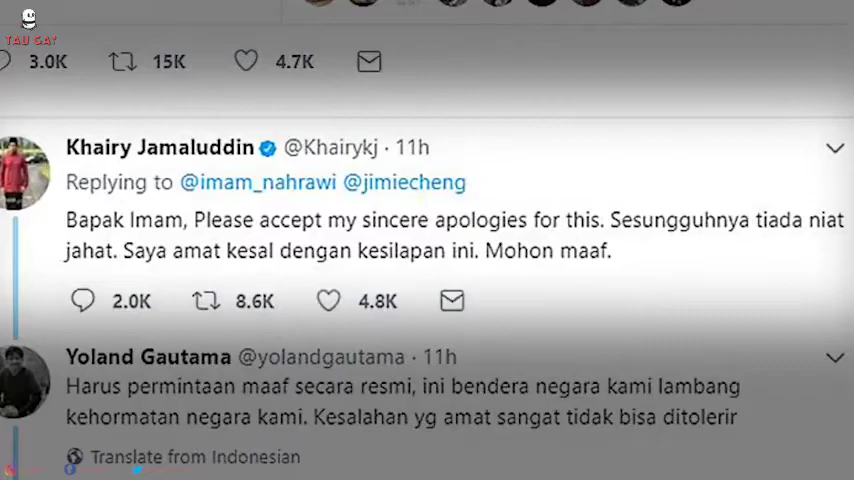 TAU GAY
3.0K 15K 4.7K
Khairy Jamaluddin @Khairykj · 11h
Replying to @imam_nahrawi @jimiecheng
Bapak Imam, Please accept my sincere apologies for this. Sesungguhnya tiada niat
jahat. Saya amat kesal dengan kesilapan ini. Mohon maaf.
2.0K 8.6K 4.8K
Yoland Gautama @yolandgautama · 11h
Harus permintaan maaf secara resmi, ini bendera negara kami lambang
kehormatan negara kami. Kesalahan yg amat sangat tidak bisa ditolerir
Translate from Indonesian